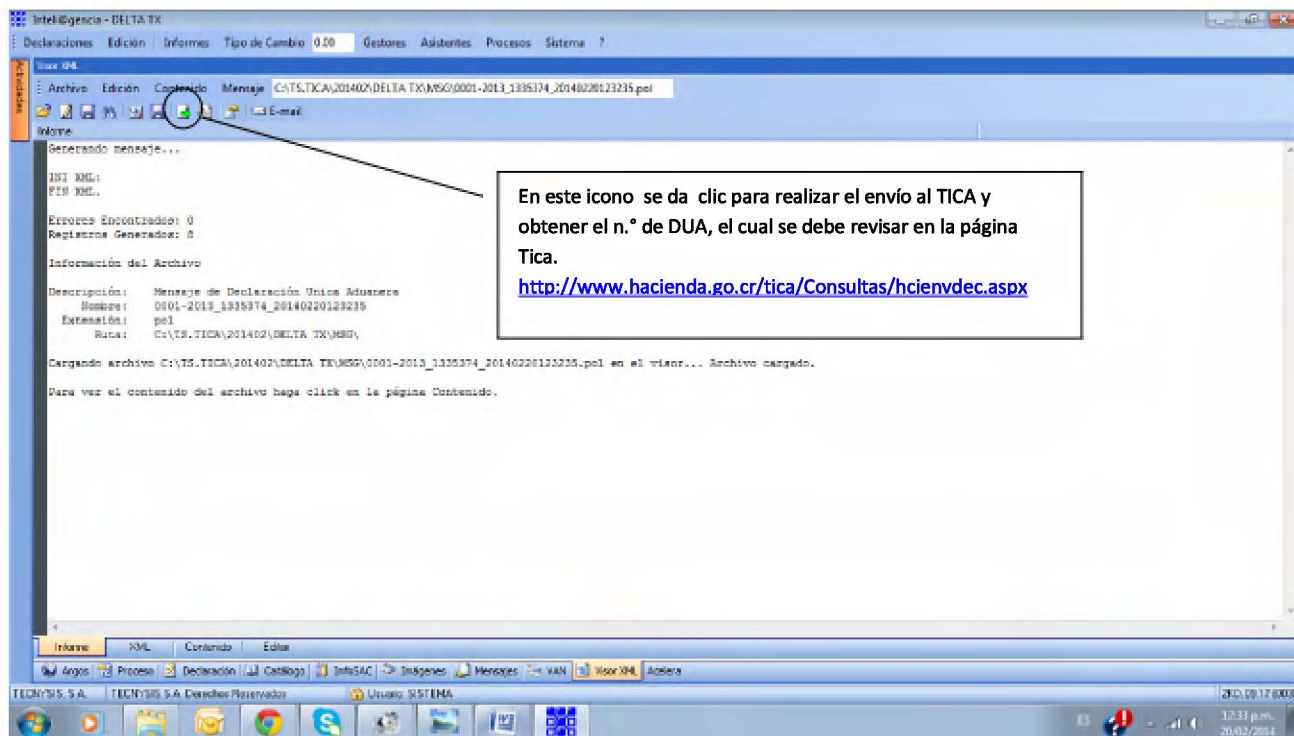 Inteli@gencia - DELTA TX
Declaraciones Edición Informes Tipo de Cambio 0.00 Gestores Asistentes Procesos Sistema ?
Visor XML
Actividades
Archivo Edición Contenido Mensaje C:\TS.TICA\201402\DELTA TX\MSG\0001-2013_1335374_20140220123235.pol
E-mail
Informe
Generando mensaje...
INI XML:
FIN XML.
Errores Encontrados: 0
Registros Generados: 8
Información del Archivo
Descripción: Mensaje de Declaración Unica Aduanera
Nombre: 0001-2013_1335374_20140220123235
Extensión: pol
Ruta: C:\TS.TICA\201402\DELTA TX\MSG\
Cargando archivo C:\TS.TICA\201402\DELTA TX\MSG\0001-2013_1335374_20140220123235.pol en el visor... Archivo cargado.
Para ver el contenido del archivo haga click en la página Contenido.
En este icono se da clic para realizar el envío al TICA y
obtener el n.° de DUA, el cual se debe revisar en la página
Tica.
http://www.hacienda.go.cr/tica/Consultas/hcienvdec.aspx
Informe XML Contenido Editor
Argos Proceso Declaración Catálogo InfoSAC Imágenes Mensajes VAN Visor XML Acelera
TECNYSIS, S.A. TECNYSIS S.A. Derechos Reservados Usuario: SISTEMA
ES 12:33 p.m.
20/02/2014